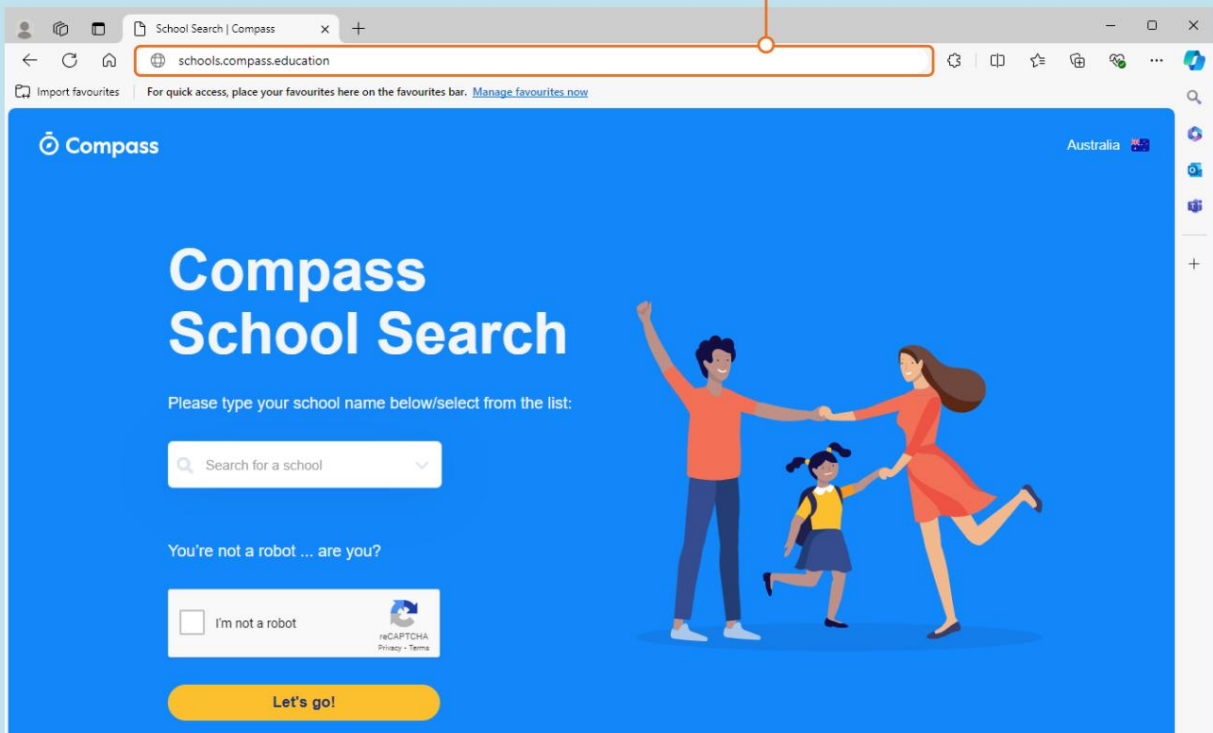 School Search | Compass
schools.compass.education
Import favourites
For quick access, place your favourites here on the favourites bar. Manage favourites now
Compass
Australia
Compass
School Search
Please type your school name below/select from the list:
Search for a school
You're not a robot ... are you?
I'm not a robot
reCAPTCHA
Privacy - Terms
Let's go!